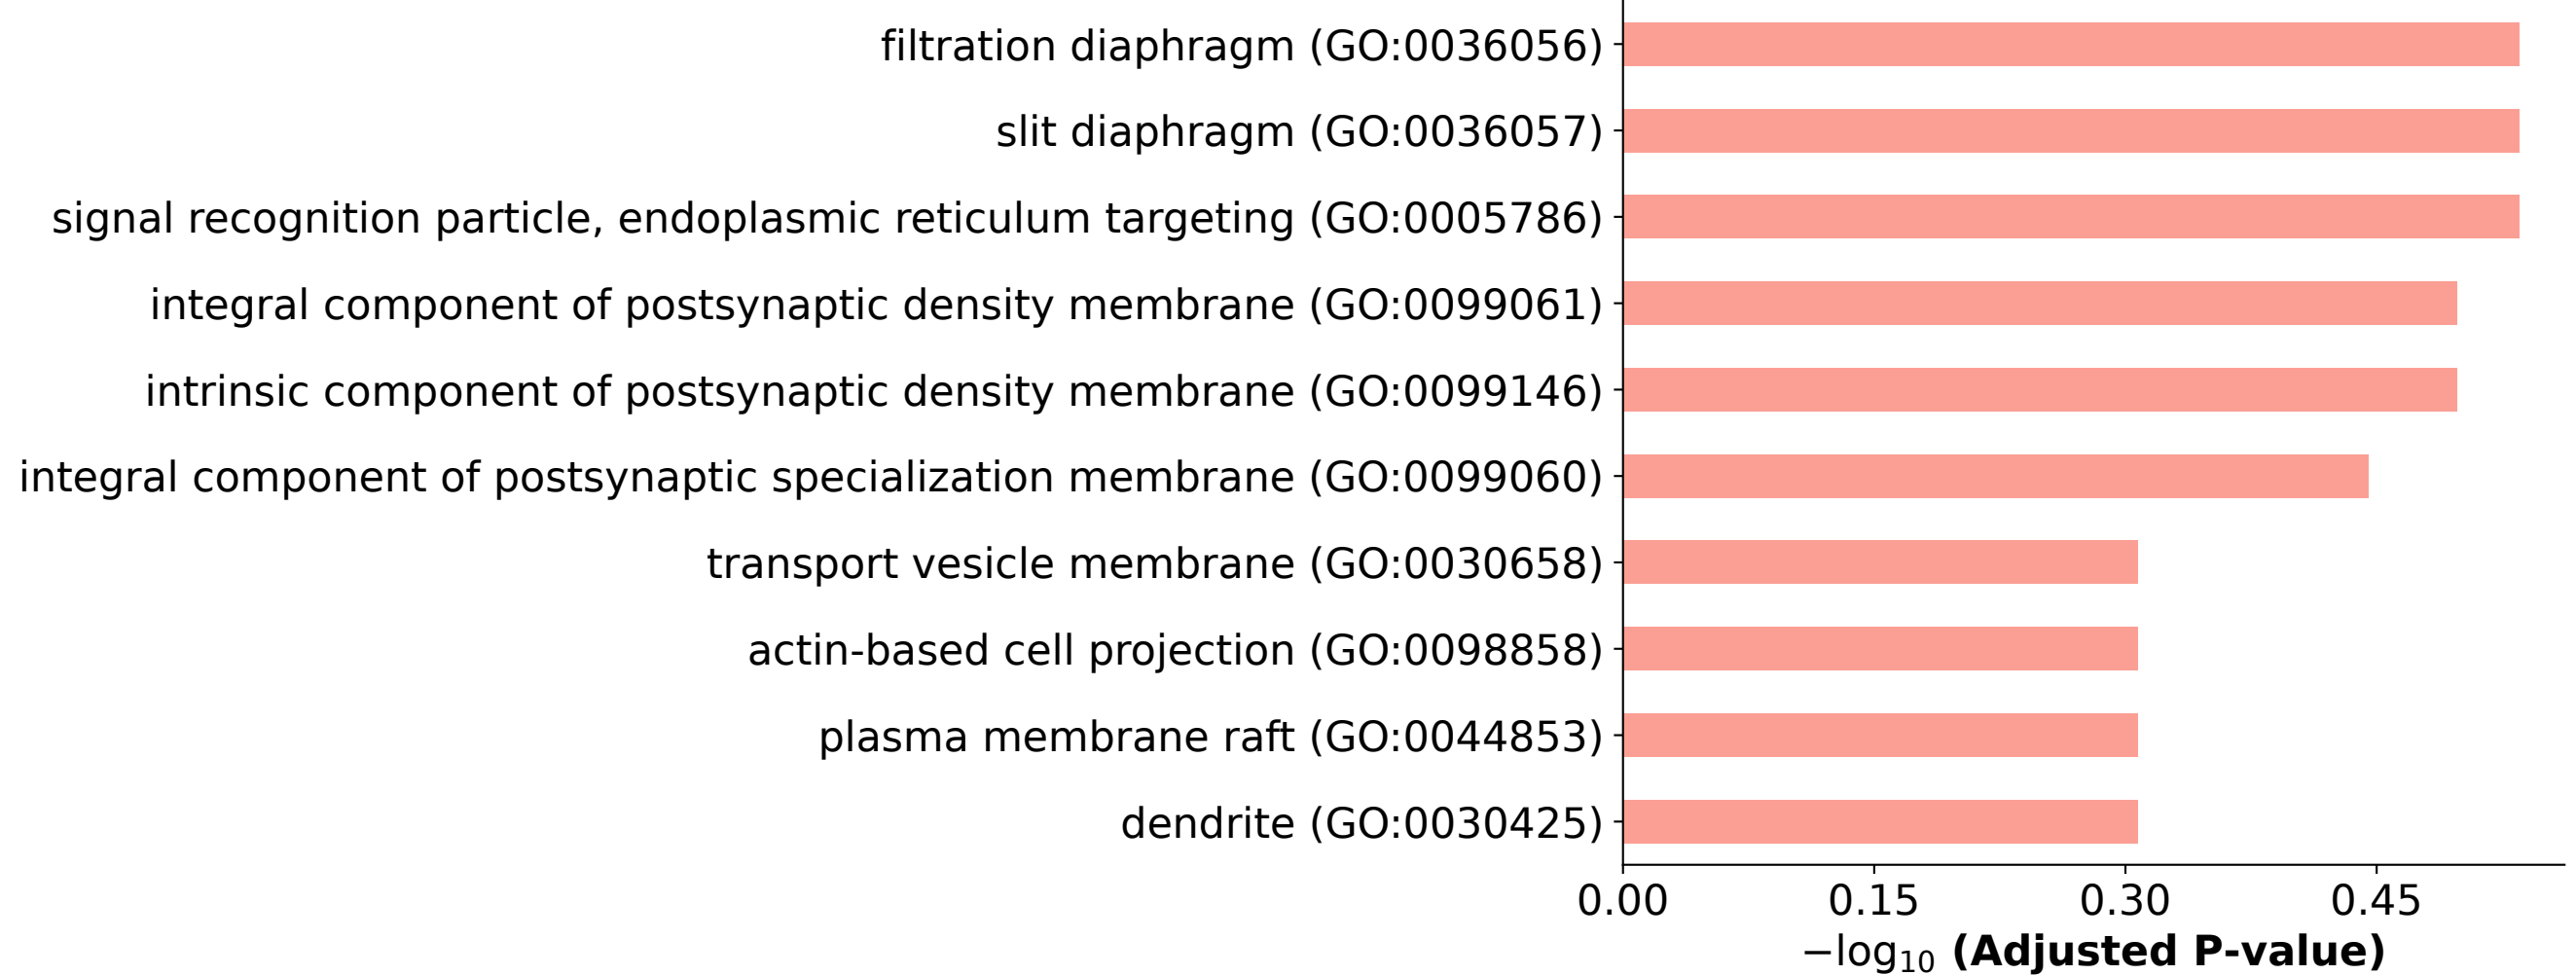 filtration diaphragm (GO:0036056)
slit diaphragm (GO:0036057)
signal recognition particle, endoplasmic reticulum targeting (GO:0005786)
integral component of postsynaptic density membrane (GO:0099061)
intrinsic component of postsynaptic density membrane (GO:0099146)
integral component of postsynaptic specialization membrane (GO:0099060)
transport vesicle membrane (GO:0030658)
actin-based cell projection (GO:0098858)
plasma membrane raft (GO:0044853)
dendrite (GO:0030425)
0.00 0.15 0.30 0.45
−log₁₀ (Adjusted P-value)